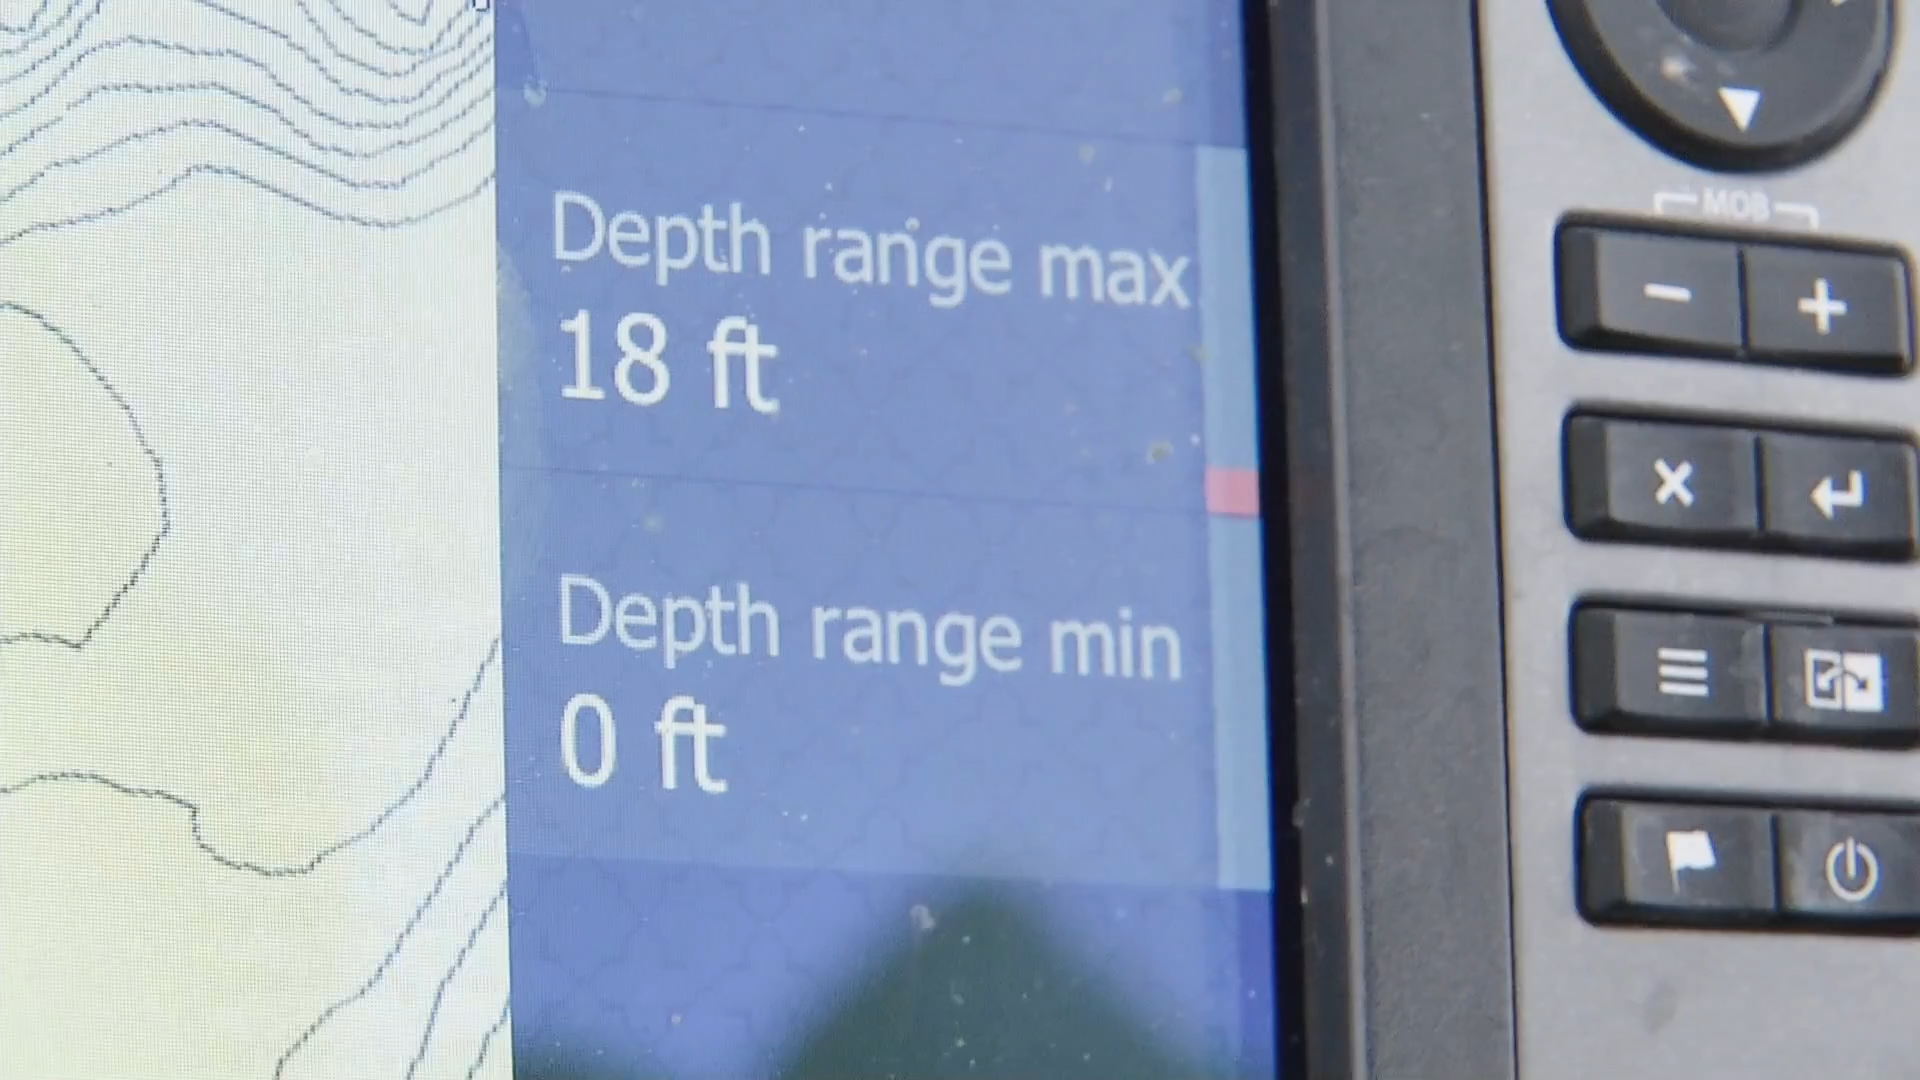 Depth range max
18 ft
Depth range min
0 ft
MOB